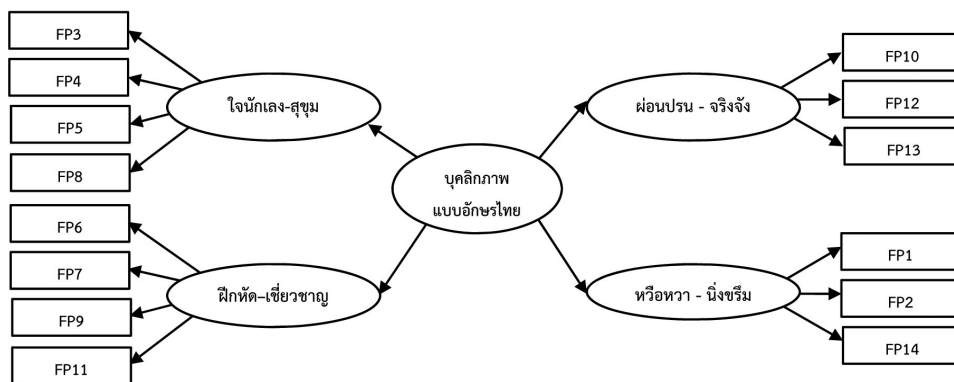 FP3
FP4
FP5
FP8
ใจนักเลง-สุขุม
FP6
FP7
FP9
FP11
ฝึกหัด–เชี่ยวชาญ
บุคลิกภาพ
แบบอักษรไทย
ผ่อนปรน - จริงจัง
FP10
FP12
FP13
หวือหวา - นิ่งขรึม
FP1
FP2
FP14